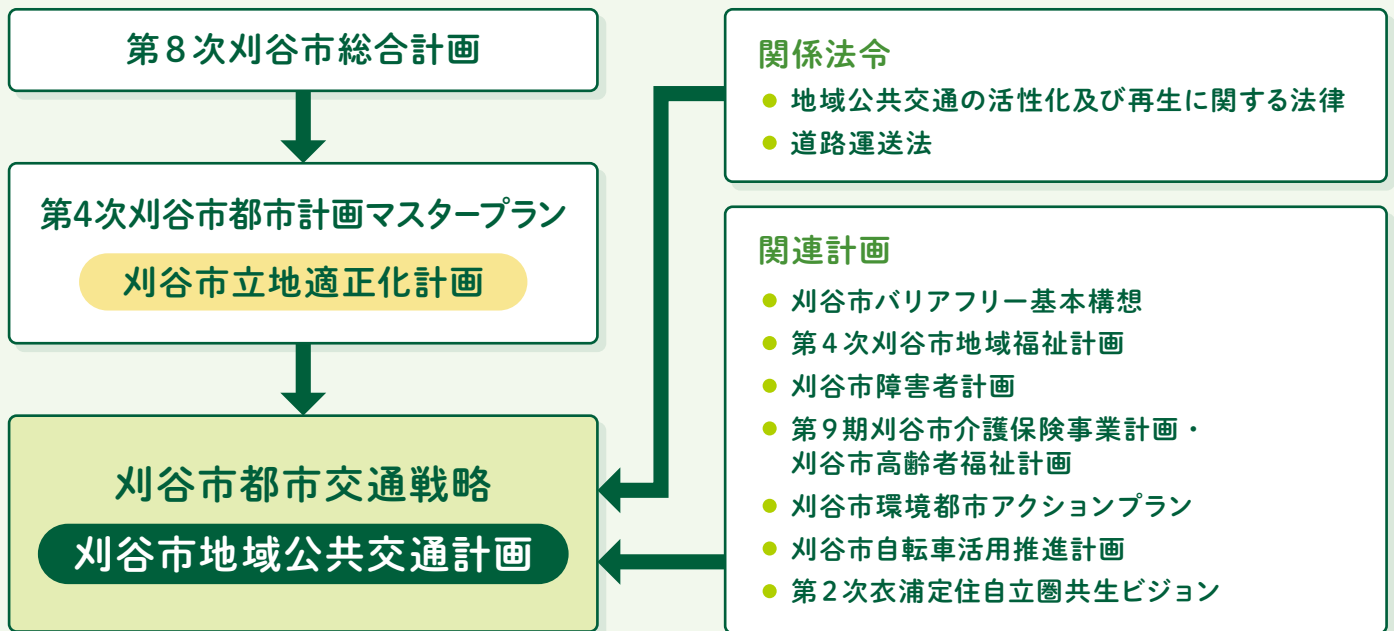 第8次刈谷市総合計画
第4次刈谷市都市計画マスタープラン
刈谷市立地適正化計画
刈谷市都市交通戦略
刈谷市地域公共交通計画
関係法令
● 地域公共交通の活性化及び再生に関する法律
● 道路運送法
関連計画
● 刈谷市バリアフリー基本構想
● 第4次刈谷市地域福祉計画
● 刈谷市障害者計画
● 第9期刈谷市介護保険事業計画・
刈谷市高齢者福祉計画
● 刈谷市環境都市アクションプラン
● 刈谷市自転車活用推進計画
● 第2次衣浦定住自立圏共生ビジョン